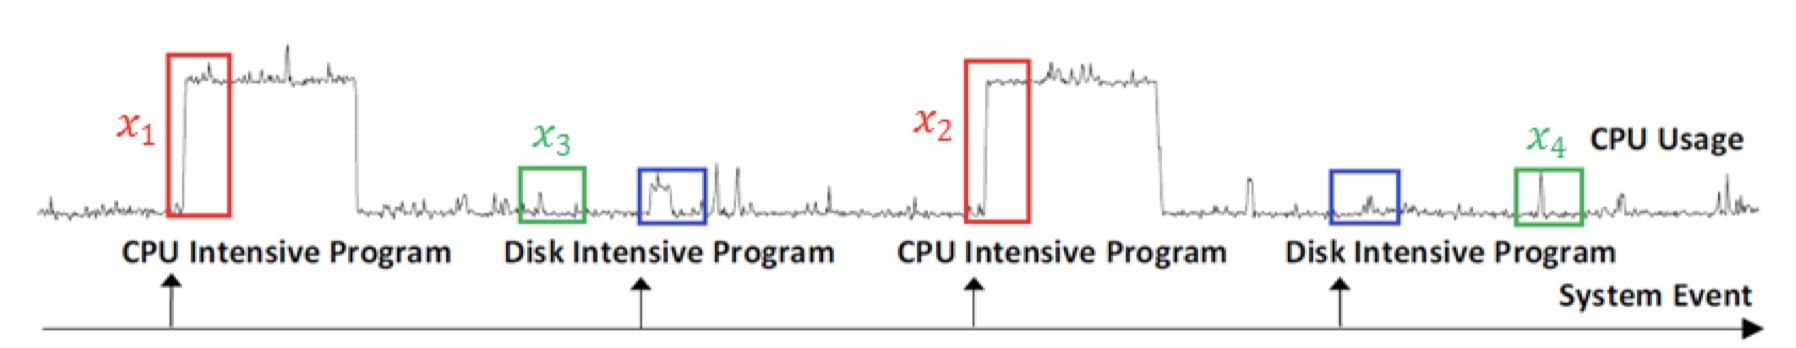 x₁
x₃
x₂
x₄
CPU Usage
CPU Intensive Program
Disk Intensive Program
CPU Intensive Program
Disk Intensive Program
System Event